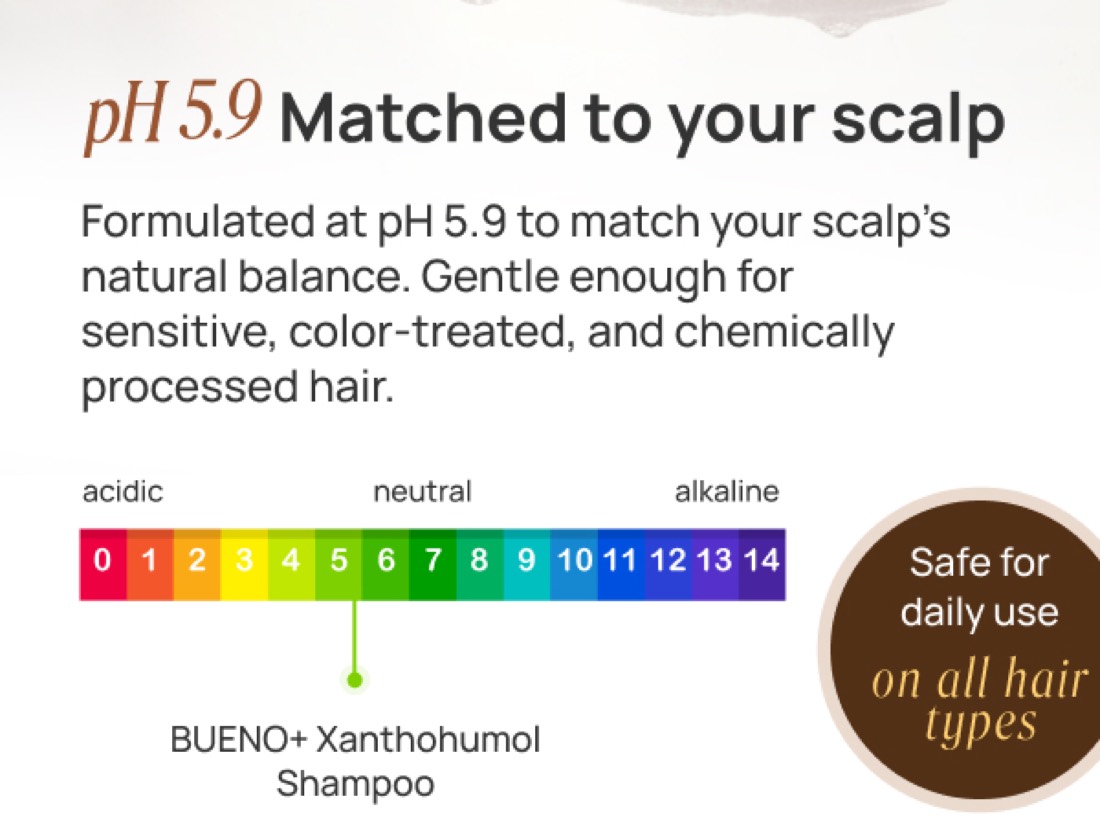 pH 5.9 Matched to your scalp
Formulated at pH 5.9 to match your scalp's
natural balance. Gentle enough for
sensitive, color-treated, and chemically
processed hair.
acidic neutral alkaline
0 1 2 3 4 5 6 7 8 9 10 11 12 13 14
Safe for
daily use
on all hair
types
BUENO+ Xanthohumol
Shampoo